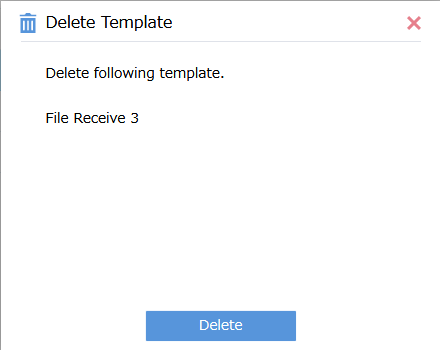 Delete Template
Delete following template.
File Receive 3
Delete